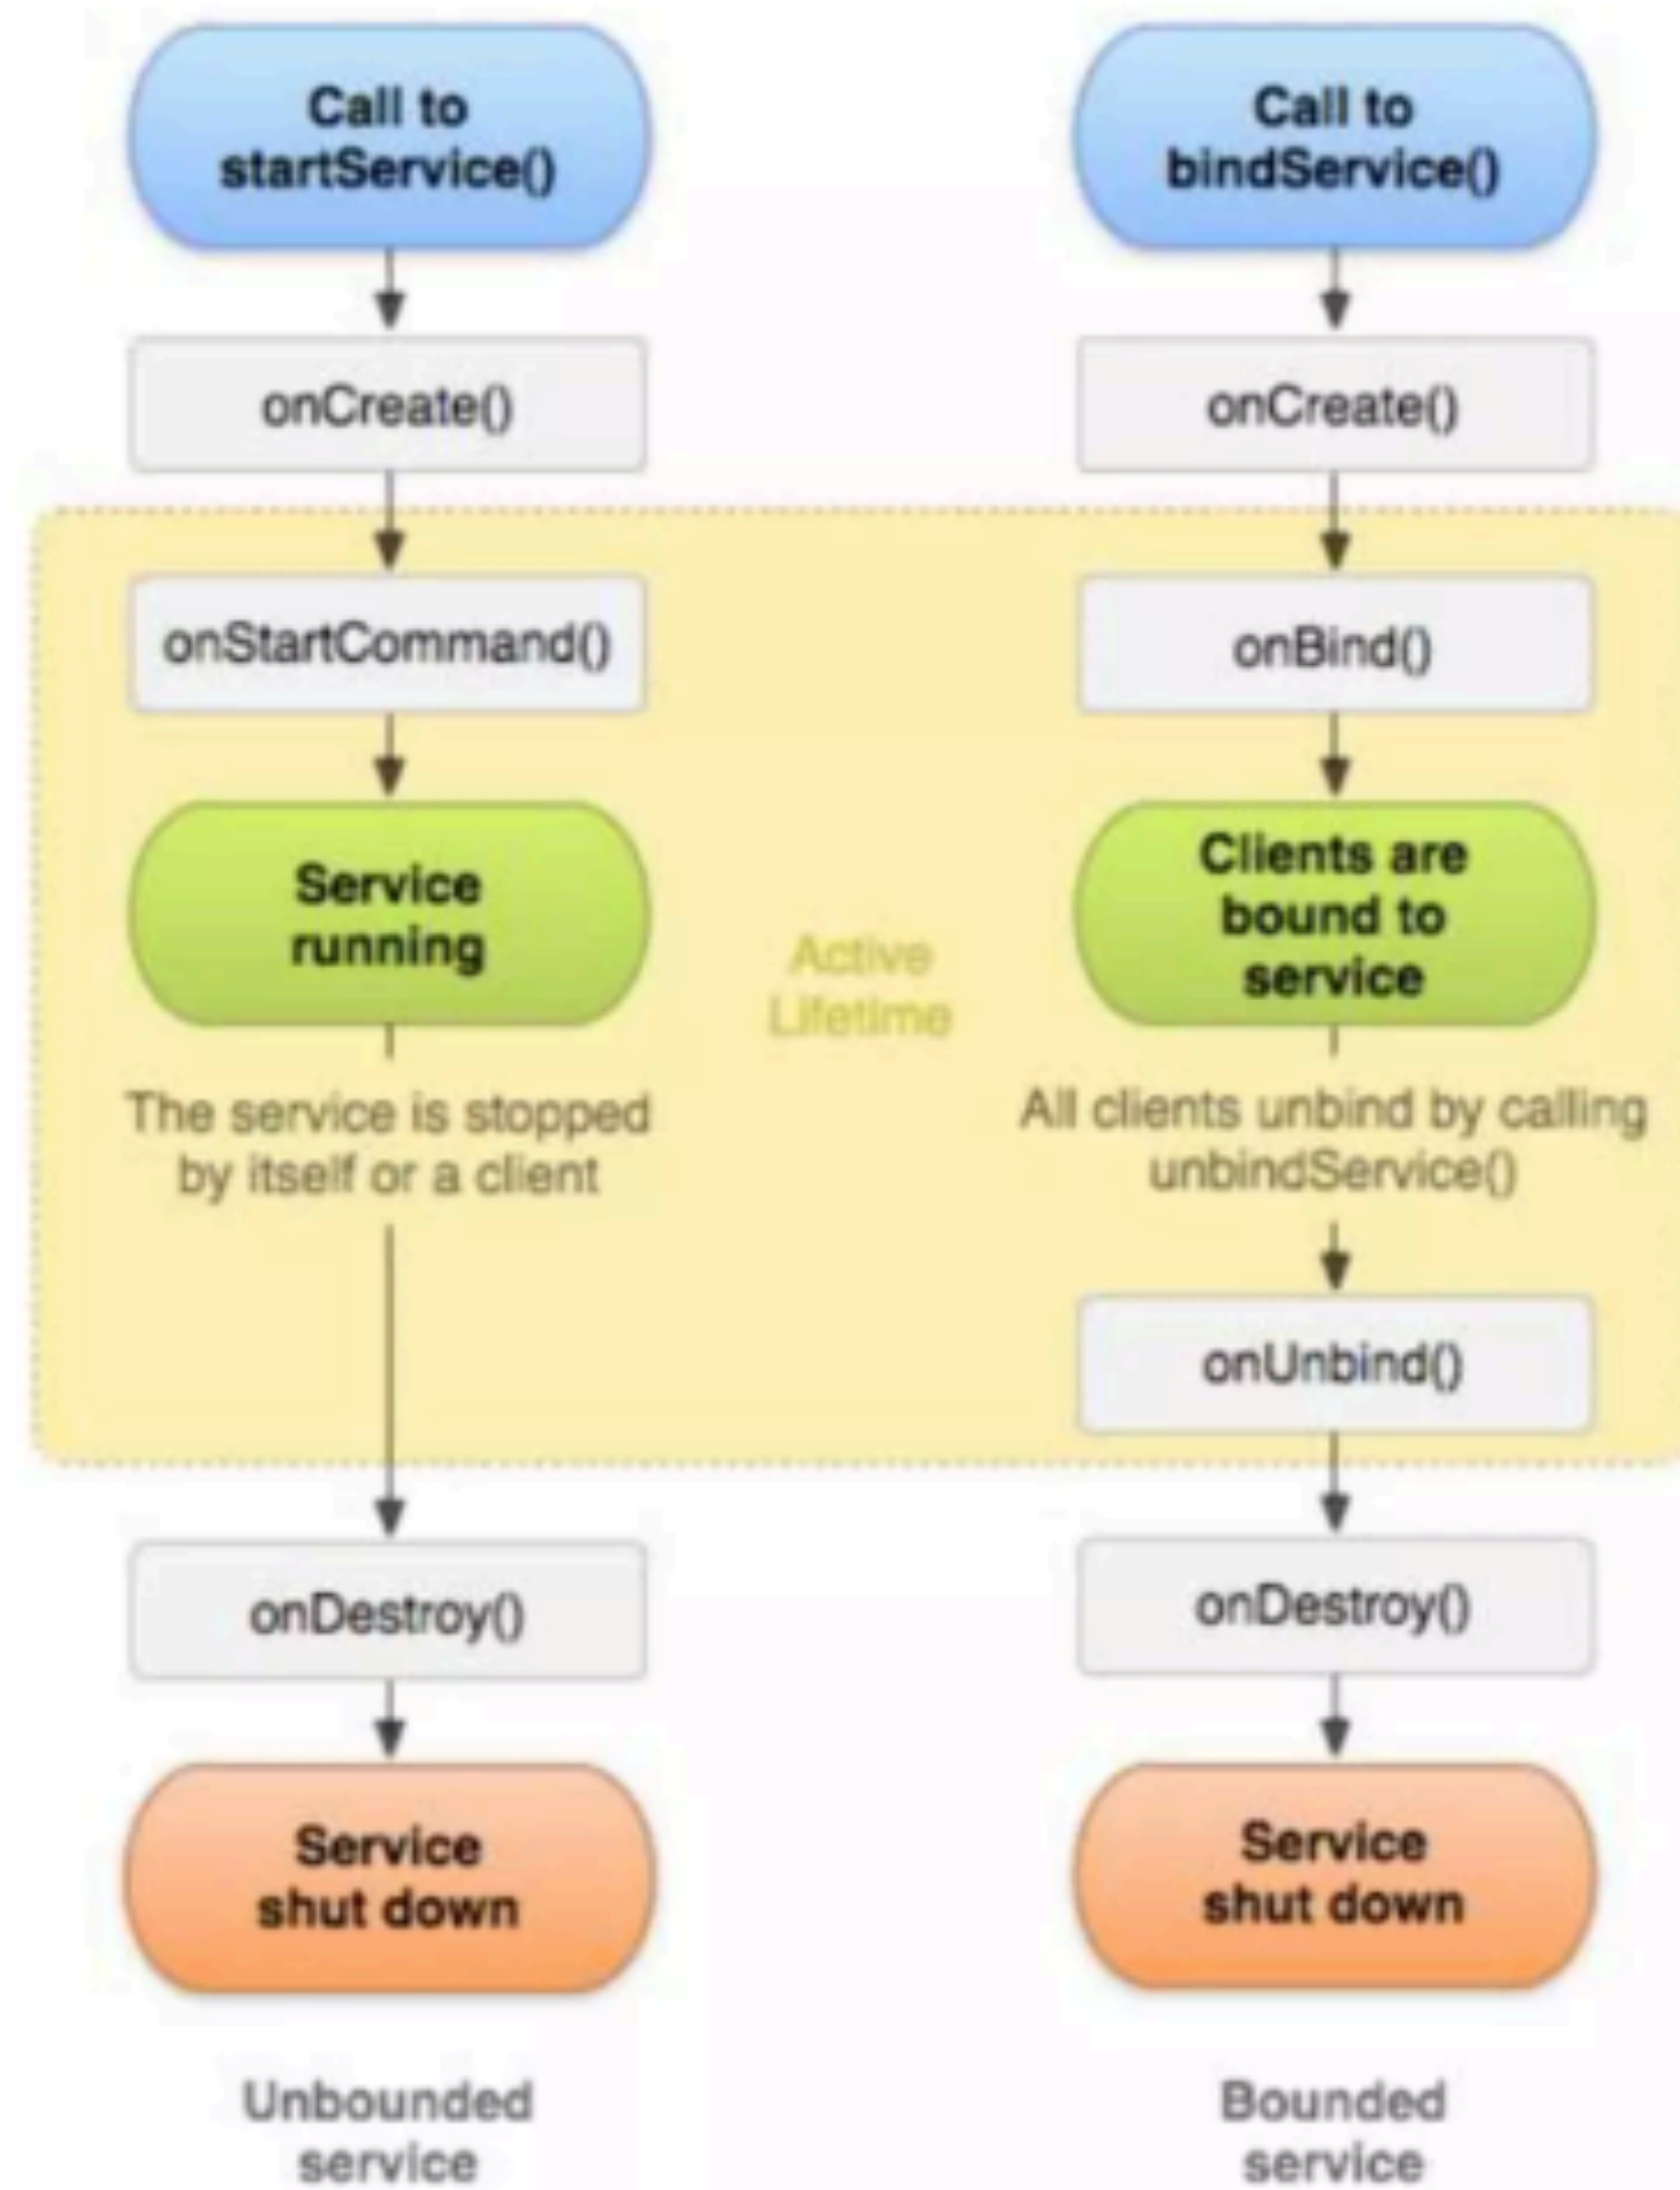 Call to
startService()
onCreate()
onStartCommand()
Service
running
The service is stopped
by itself or a client
onDestroy()
Service
shut down
Unbounded
service
Active
Lifetime
Call to
bindService()
onCreate()
onBind()
Clients are
bound to
service
All clients unbind by calling
unbindService()
onUnbind()
onDestroy()
Service
shut down
Bounded
service